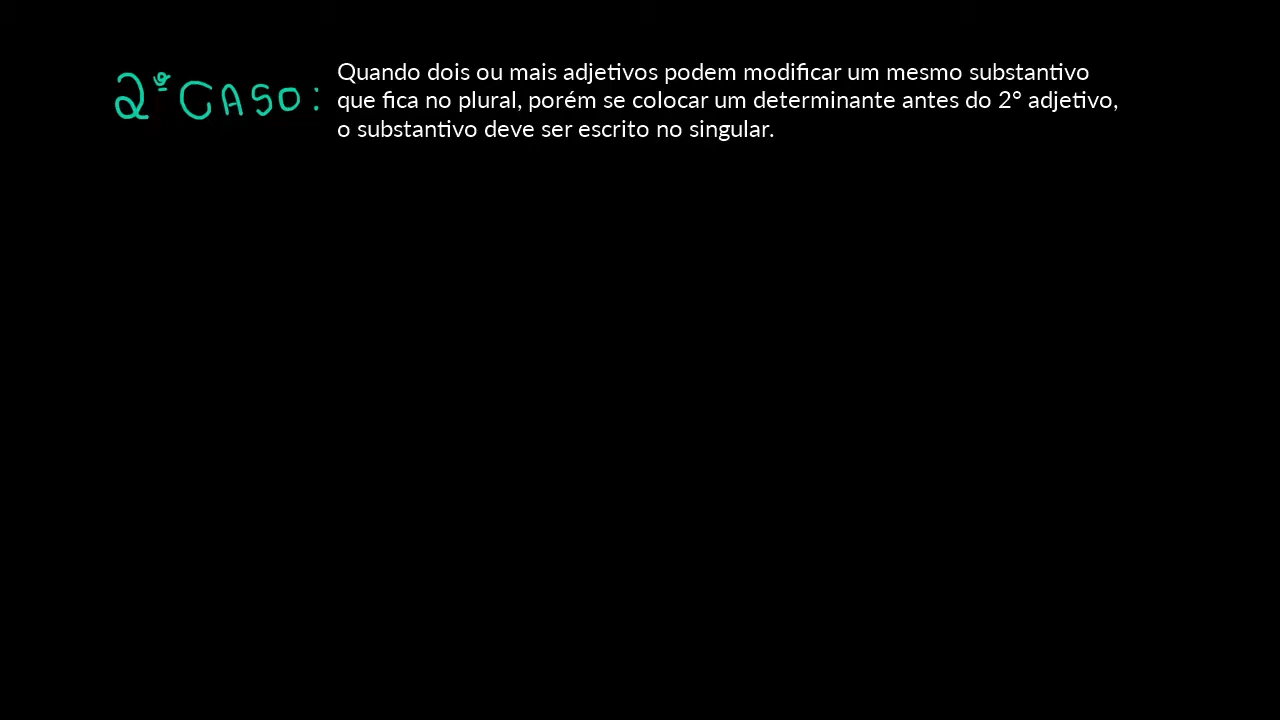 2º CASO:
Quando dois ou mais adjetivos podem modificar um mesmo substantivo
que fica no plural, porém se colocar um determinante antes do 2° adjetivo,
o substantivo deve ser escrito no singular.